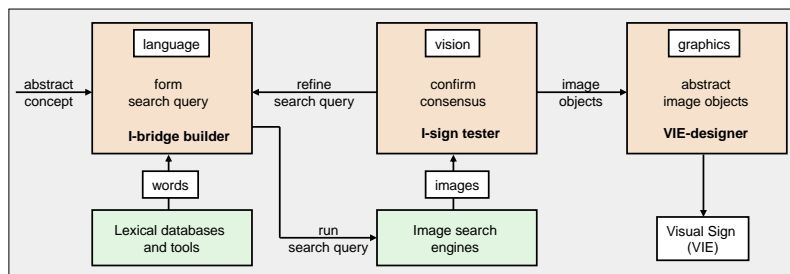 language
form
search query
I-bridge builder
vision
confirm
consensus
I-sign tester
graphics
abstract
image objects
VIE-designer
abstract
concept
refine
search query
image
objects
words
images
Lexical databases
and tools
run
search query
Image search
engines
Visual Sign
(VIE)